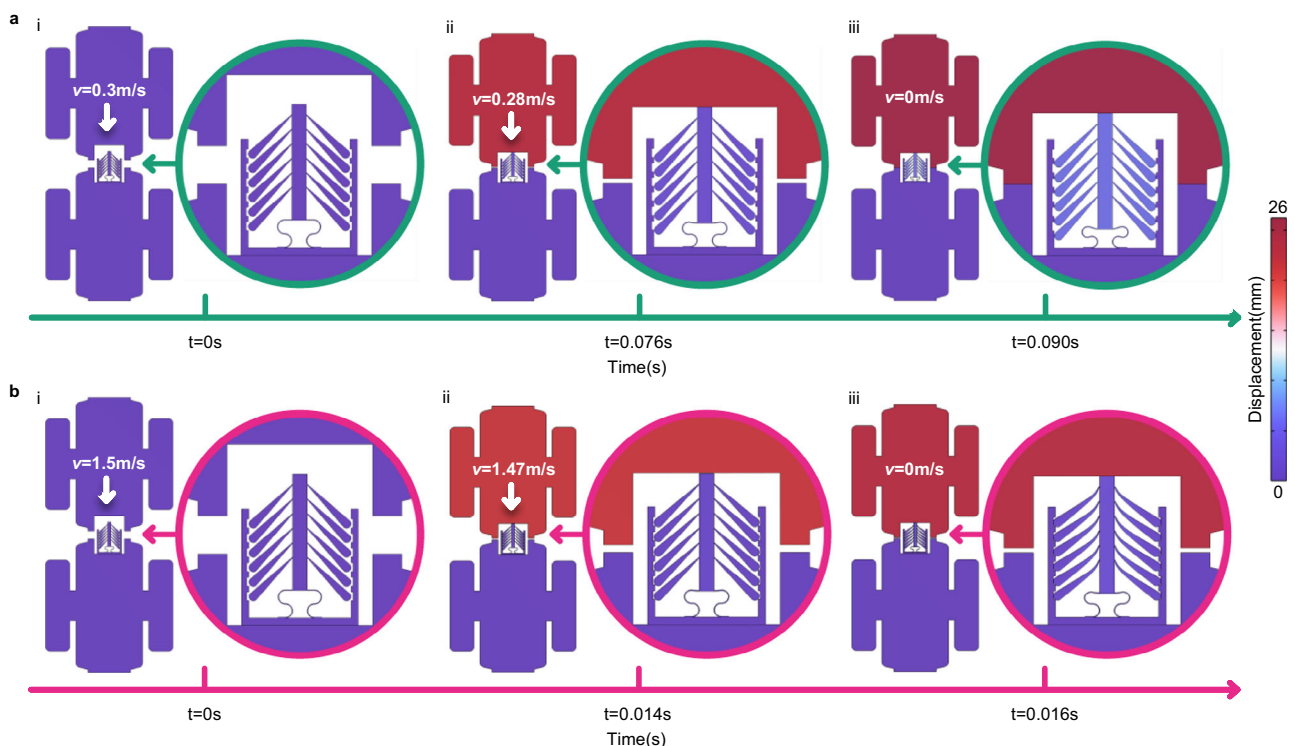 a
i
ii
iii
v=0.3m/s
v=0.28m/s
v=0m/s
t=0s
t=0.076s
t=0.090s
Time(s)
26
Displacement(mm)
0
b
i
ii
iii
v=1.5m/s
v=1.47m/s
v=0m/s
t=0s
t=0.014s
t=0.016s
Time(s)